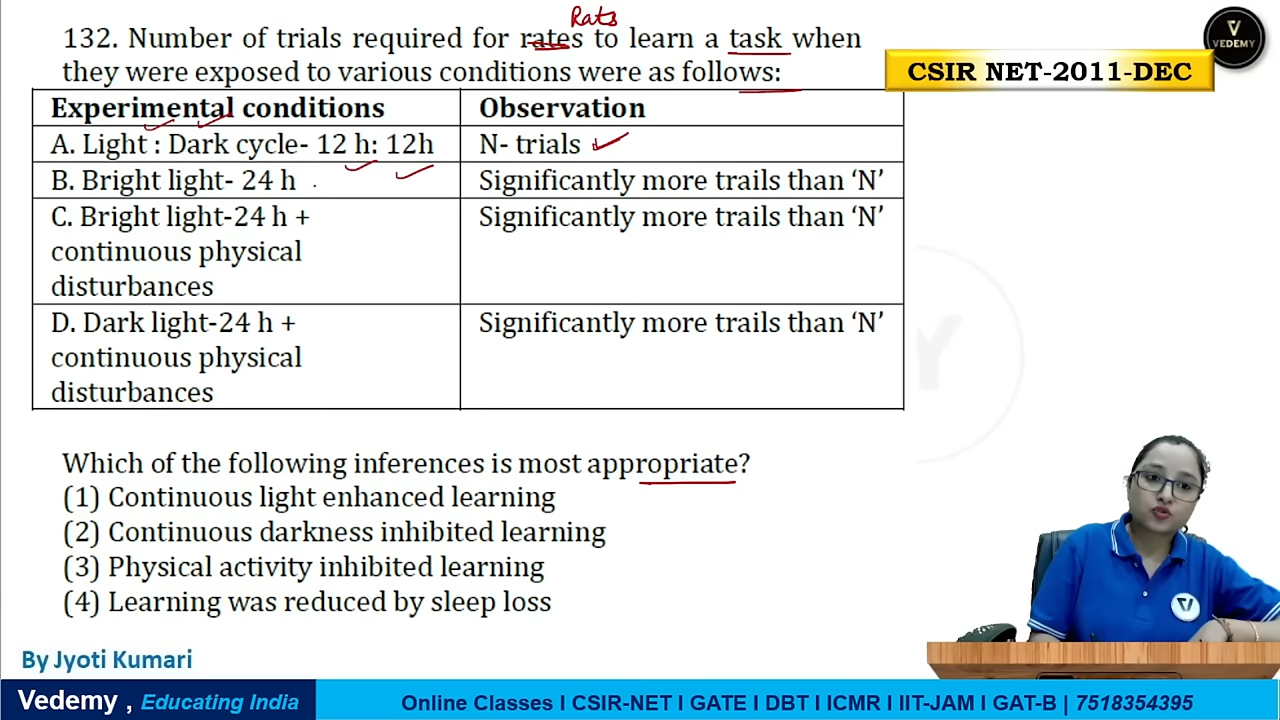 Rats
132. Number of trials required for rates to learn a task when
they were exposed to various conditions were as follows:
VEDEMY
CSIR NET-2011-DEC
Experimental conditions
Observation
A. Light : Dark cycle- 12 h: 12h
N- trials
B. Bright light- 24 h
Significantly more trails than ‘N’
C. Bright light-24 h +
continuous physical
disturbances
Significantly more trails than ‘N’
D. Dark light-24 h +
continuous physical
disturbances
Significantly more trails than ‘N’
Which of the following inferences is most appropriate?
(1) Continuous light enhanced learning
(2) Continuous darkness inhibited learning
(3) Physical activity inhibited learning
(4) Learning was reduced by sleep loss
By Jyoti Kumari
Vedemy , Educating India
Online Classes I CSIR-NET I GATE I DBT I ICMR I IIT-JAM I GAT-B | 7518354395